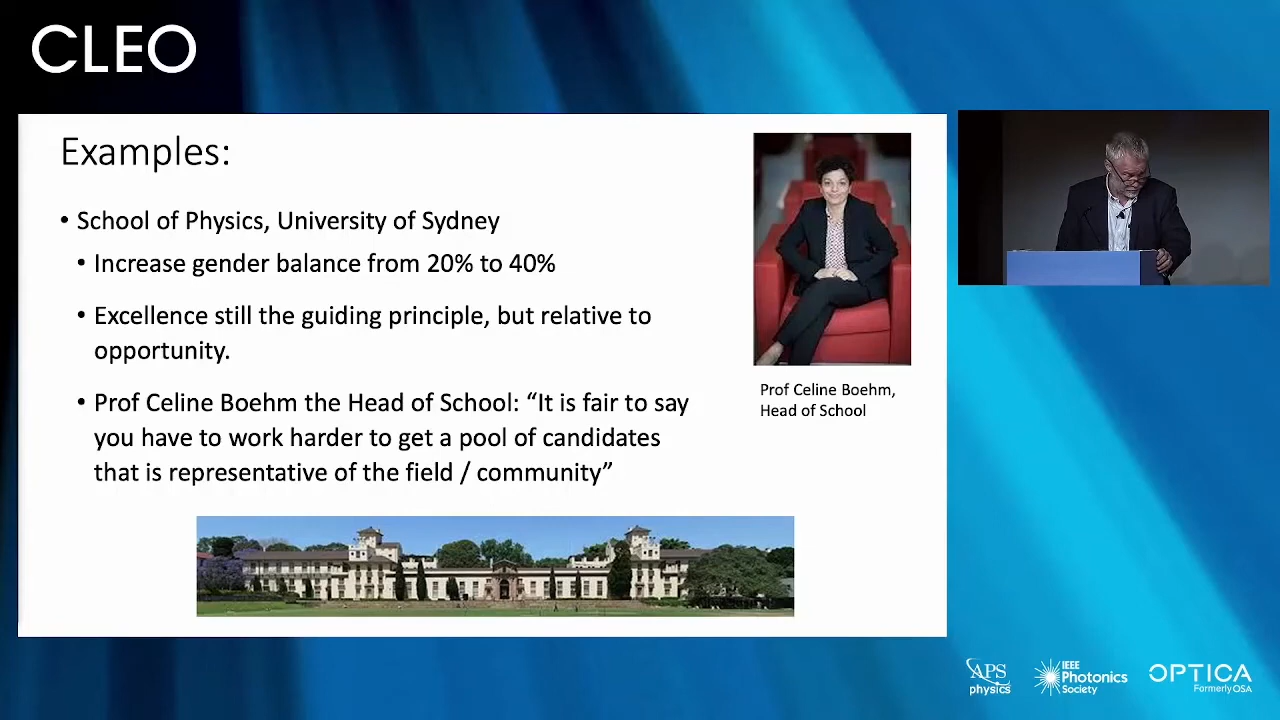 CLEO
Examples:
• School of Physics, University of Sydney
• Increase gender balance from 20% to 40%
• Excellence still the guiding principle, but relative to
opportunity.
• Prof Celine Boehm the Head of School: “It is fair to say
you have to work harder to get a pool of candidates
that is representative of the field / community”
Prof Celine Boehm,
Head of School
APS
physics
IEEE
Photonics
Society
OPTICA
Formerly OSA